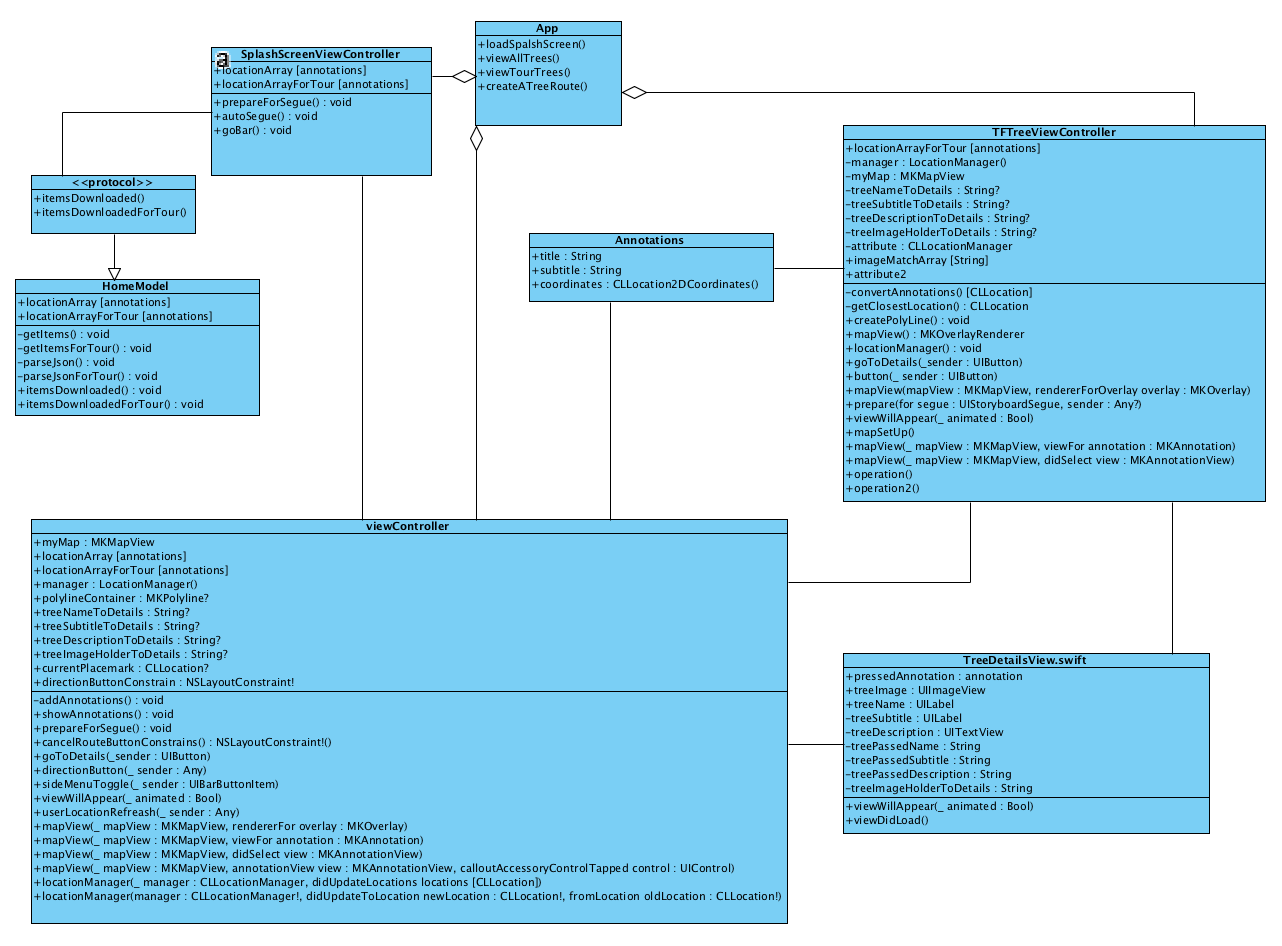 App
+loadSpalshScreen()
+viewAllTrees()
+viewTourTrees()
+createATreeRoute()
a
SplashScreenViewController
+locationArray [annotations]
+locationArrayForTour [annotations]
+prepareForSegue() : void
+autoSegue() : void
+goBar() : void
TFTreeViewController
+locationArrayForTour [annotations]
-manager : LocationManager()
-myMap : MKMapView
-treeNameToDetails : String?
-treeSubtitleToDetails : String?
-treeDescriptionToDetails : String?
-treeImageHolderToDetails : String?
-attribute : CLLocationManager
+imageMatchArray [String]
+attribute2
-convertAnnotations() [CLLocation]
-getClosestLocation() : CLLocation
+createPolyLine() : void
+mapView() : MKOverlayRenderer
+locationManager() : void
+goToDetails(_sender : UIButton)
+button(_ sender : UIButton)
+mapView(mapView : MKMapView, rendererForOverlay overlay : MKOverlay)
+prepare(for segue : UIStoryboardSegue, sender : Any?)
+viewWillAppear(_ animated : Bool)
+mapSetUp()
+mapView(_ mapView : MKMapView, viewFor annotation : MKAnnotation)
+mapView(_ mapView : MKMapView, didSelect view : MKAnnotationView)
+operation()
+operation2()
<<protocol>>
+itemsDownloaded()
+itemsDownloadedForTour()
Annotations
+title : String
+subtitle : String
+coordinates : CLLocation2DCoordinates()
HomeModel
+locationArray [annotations]
+locationArrayForTour [annotations]
-getItems() : void
-getItemsForTour() : void
-parseJson() : void
-parseJsonForTour() : void
+itemsDownloaded() : void
+itemsDownloadedForTour() : void
viewController
+myMap : MKMapView
+locationArray [annotations]
+locationArrayForTour [annotations]
+manager : LocationManager()
+polylineContainer : MKPolyline?
+treeNameToDetails : String?
+treeSubtitleToDetails : String?
+treeDescriptionToDetails : String?
+treeImageHolderToDetails : String?
+currentPlacemark : CLLocation?
+directionButtonConstrain : NSLayoutConstraint!
-addAnnotations() : void
+showAnnotations() : void
+prepareForSegue() : void
+cancelRouteButtonConstrains() : NSLayoutConstraint!()
+goToDetails(_sender : UIButton)
+directionButton(_ sender : Any)
+sideMenuToggle(_ sender : UIBarButtonItem)
+viewWillAppear(_ animated : Bool)
+userLocationRefreash(_ sender : Any)
+mapView(_ mapView : MKMapView, rendererFor overlay : MKOverlay)
+mapView(_ mapView : MKMapView, viewFor annotation : MKAnnotation)
+mapView(_ mapView : MKMapView, didSelect view : MKAnnotationView)
+mapView(_ mapView : MKMapView, annotationView view : MKAnnotationView, calloutAccessoryControlTapped control : UIControl)
+locationManager(_ manager : CLLocationManager, didUpdateLocations locations [CLLocation])
+locationManager(manager : CLLocationManager!, didUpdateToLocation newLocation : CLLocation!, fromLocation oldLocation : CLLocation!)
TreeDetailsView.swift
+pressedAnnotation : annotation
+treeImage : UIImageView
+treeName : UILabel
-treeSubtitle : UILabel
-treeDescription : UITextView
-treePassedName : String
-treePassedSubtitle : String
-treePassedDescription : String
-treeImageHolderToDetails : String
+viewWillAppear(_ animated : Bool)
+viewDidLoad()